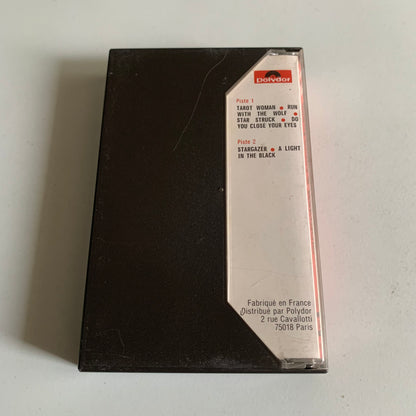 Polydor
Piste 1
TAROT WOMAN • RUN
WITH THE WOLF •
STAR STRUCK • DO
YOU CLOSE YOUR EYES
Piste 2
STARGAZER • A LIGHT
IN THE BLACK
Fabriqué en France
Distribué par Polydor
2 rue Cavallotti
75018 Paris